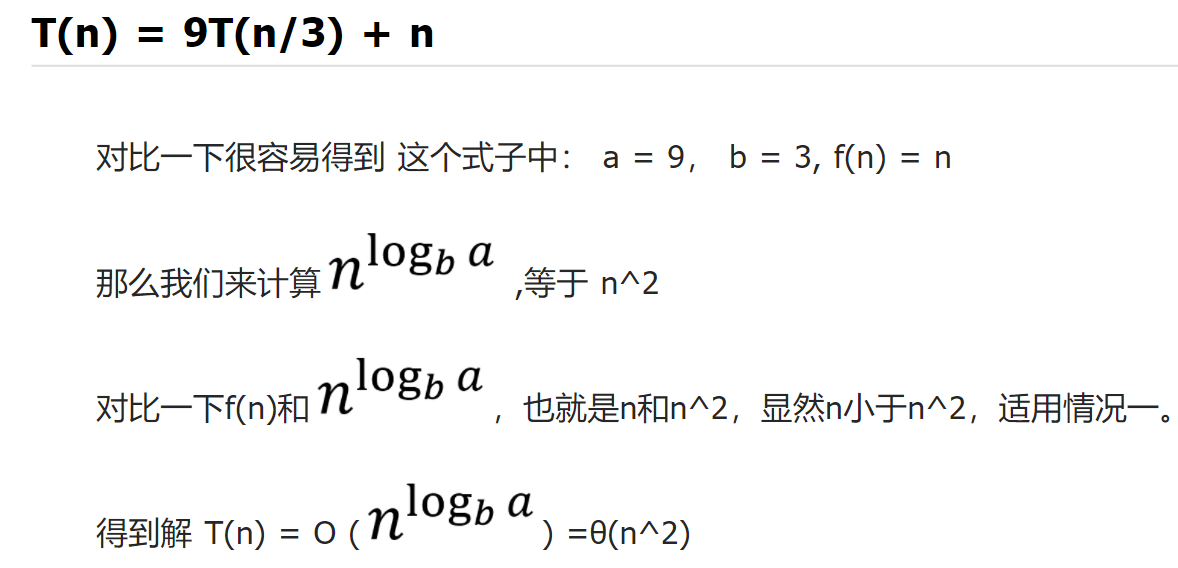 T(n) = 9T(n/3) + n
对比一下很容易得到 这个式子中： a = 9， b = 3, f(n) = n
那么我们来计算 n^{log_b a} ,等于 n^2
对比一下f(n)和 n^{log_b a} ，也就是n和n^2，显然n小于n^2，适用情况一。
得到解 T(n) = O ( n^{log_b a} ) =θ(n^2)